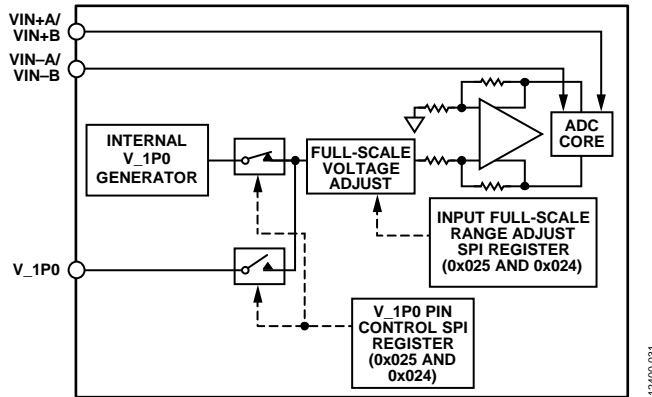 VIN+A/
VIN+B
VIN–A/
VIN–B
INTERNAL
V_1P0
GENERATOR
FULL-SCALE
VOLTAGE
ADJUST
ADC
CORE
INPUT FULL-SCALE
RANGE ADJUST
SPI REGISTER
(0x025 AND 0x024)
V_1P0
V_1P0 PIN
CONTROL SPI
REGISTER
(0x025 AND
0x024)